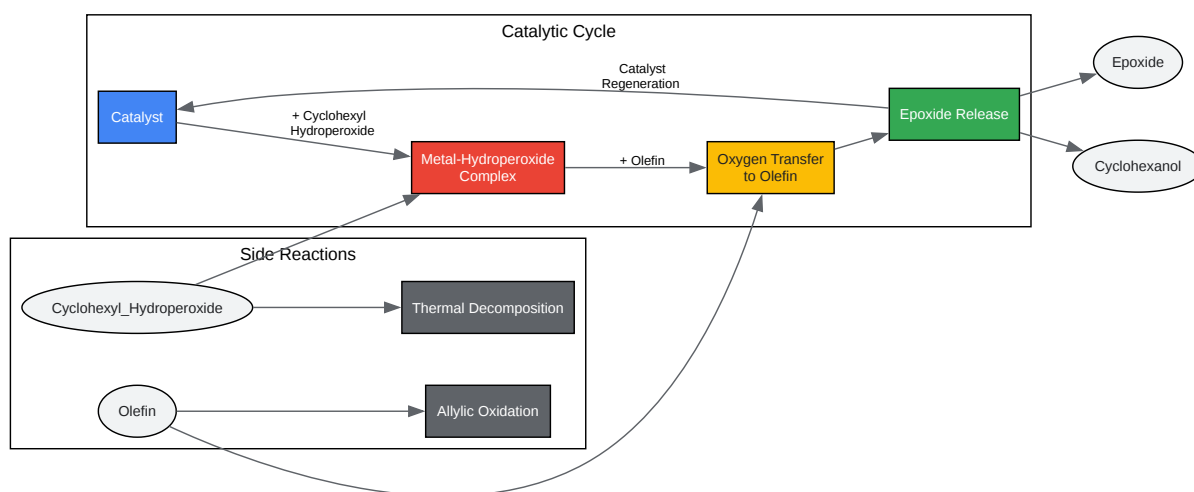 Catalytic Cycle
Epoxide
Catalyst
Regeneration
Catalyst
+ Cyclohexyl
Hydroperoxide
Epoxide Release
Metal-Hydroperoxide
Complex
+ Olefin
Oxygen Transfer
to Olefin
Cyclohexanol
Side Reactions
Cyclohexyl_Hydroperoxide
Thermal Decomposition
Olefin
Allylic Oxidation